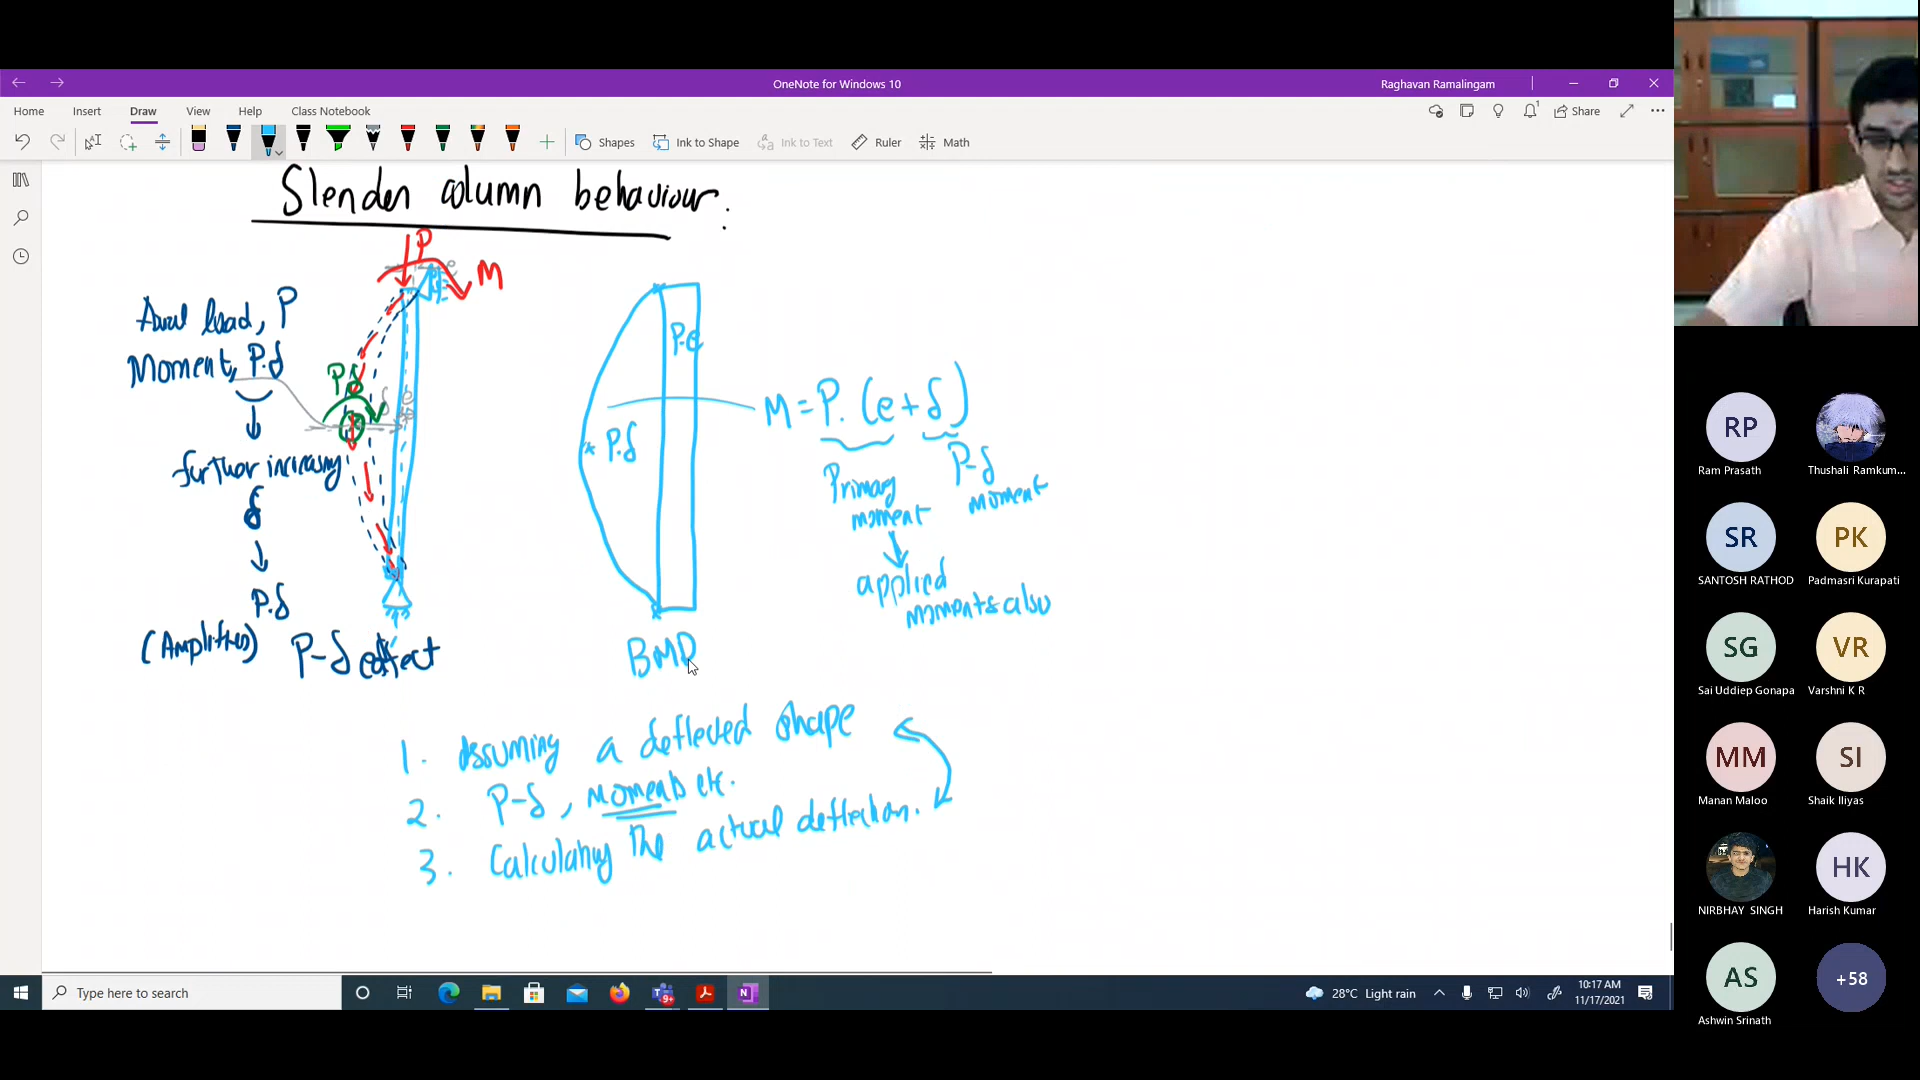 OneNote for Windows 10
Raghavan Ramalingam
Home Insert Draw View Help Class Notebook
Share
Shapes Ink to Shape Ink to Text Ruler Math
Slender column behaviour.
P
M
e
Axial load, P
Moment, P.δ
P.δ
δ
e
further increasing
δ
P.δ
(Amplifies)
P-δ effect
P.e
P.δ
BMD
M = P. (e + δ)
Primary moment
P-δ moment
applied moments also
1. Assuming a deflected shape
2. P-δ, moments etc.
3. Calculating the actual deflection.
Type here to search
9+
28°C Light rain
10:17 AM
11/17/2021
RP
Ram Prasath
Thushali Ramkum...
SR
SANTOSH RATHOD
PK
Padmasri Kurapati
SG
Sai Uddiep Gonapa
VR
Varshni K R
MM
Manan Maloo
SI
Shaik Iliyas
NIRBHAY SINGH
HK
Harish Kumar
AS
Ashwin Srinath
+58